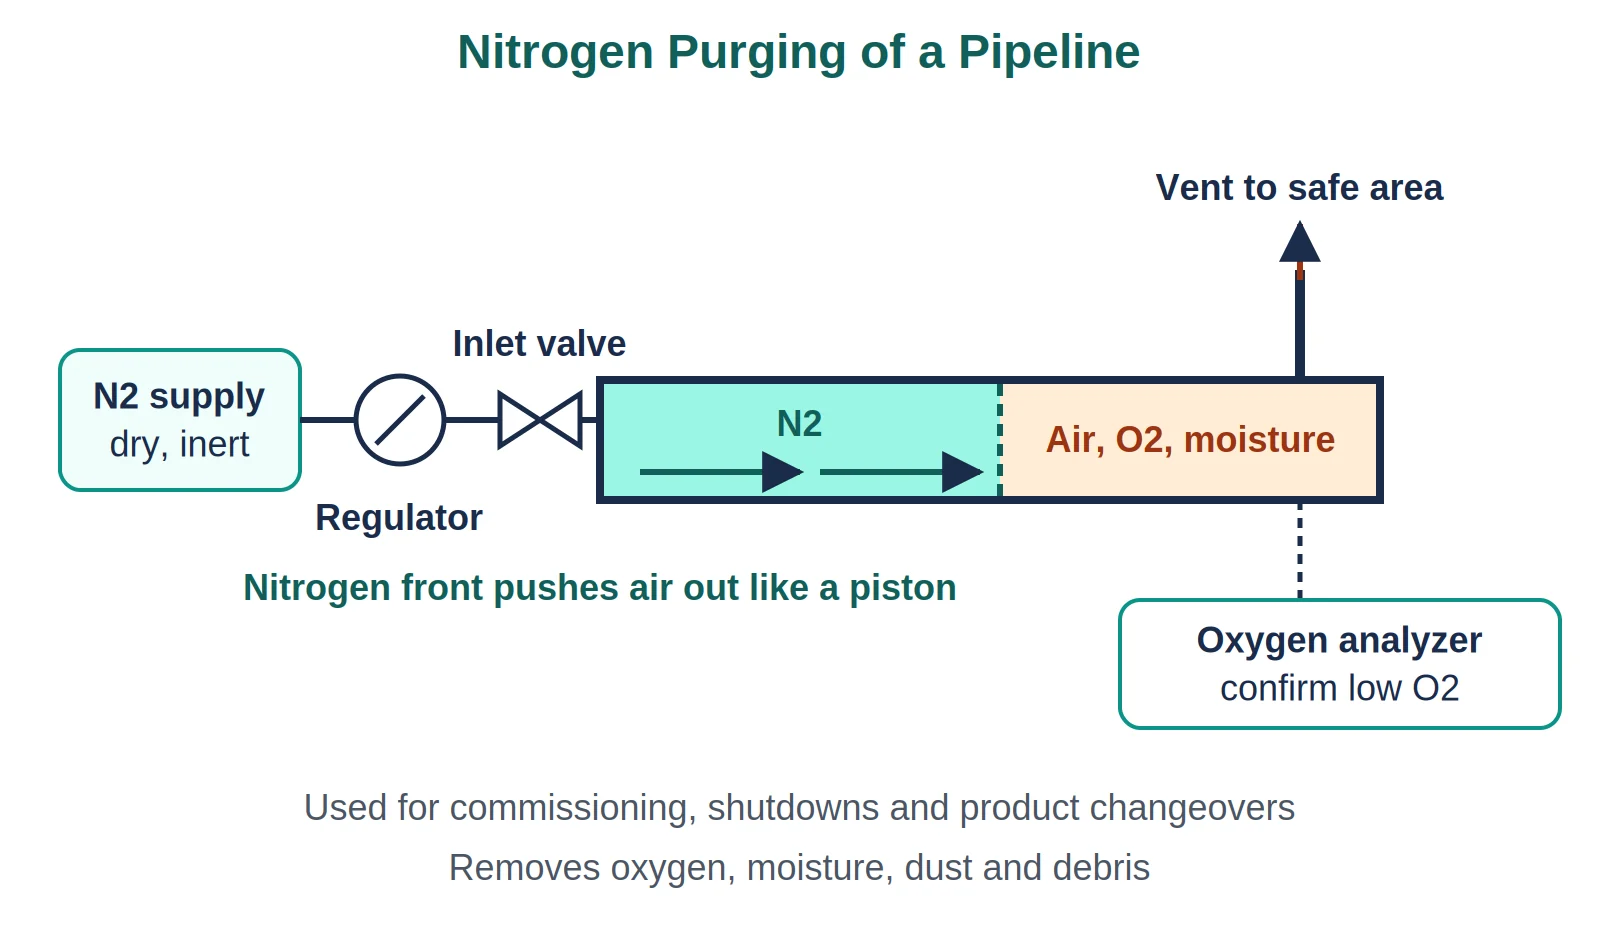 Nitrogen Purging of a Pipeline
Vent to safe area
Inlet valve
N2 supply
dry, inert
N2
Air, O2, moisture
Regulator
Nitrogen front pushes air out like a piston
Oxygen analyzer
confirm low O2
Used for commissioning, shutdowns and product changeovers
Removes oxygen, moisture, dust and debris